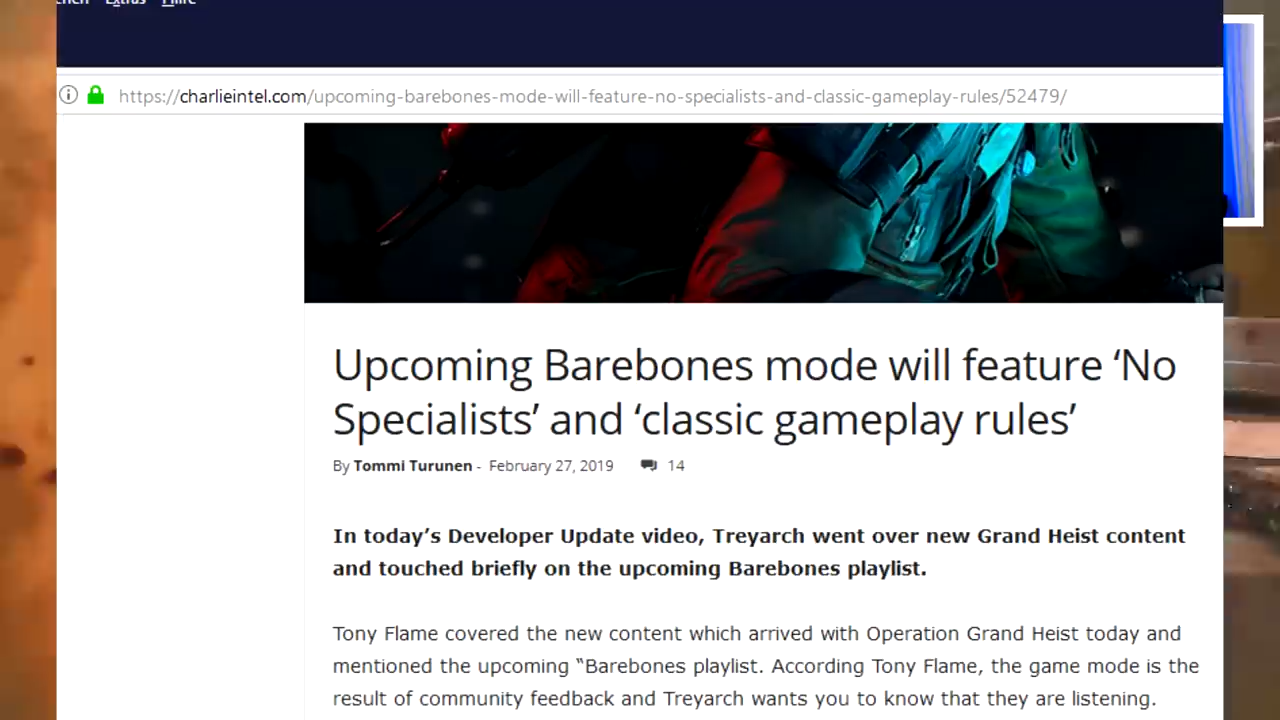 Extras
https://charlieintel.com/upcoming-barebones-mode-will-feature-no-specialists-and-classic-gameplay-rules/52479/
Upcoming Barebones mode will feature ‘No
Specialists’ and ‘classic gameplay rules’
By Tommi Turunen - February 27, 2019 14
In today’s Developer Update video, Treyarch went over new Grand Heist content
and touched briefly on the upcoming Barebones playlist.
Tony Flame covered the new content which arrived with Operation Grand Heist today and
mentioned the upcoming “Barebones playlist. According Tony Flame, the game mode is the
result of community feedback and Treyarch wants you to know that they are listening.